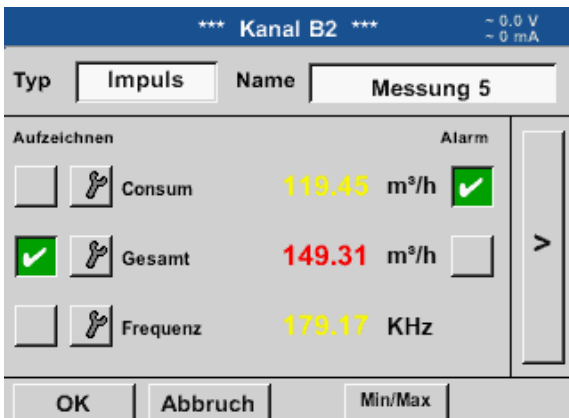 *** Kanal B2 ***
~ 0.0 V
~ 0 mA
Typ Impuls Name Messung 5
Aufzeichnen Alarm
Consum 119.45 m³/h
Gesamt 149.31 m³/h
>
Frequenz 179.17 KHz
OK Abbruch Min/Max